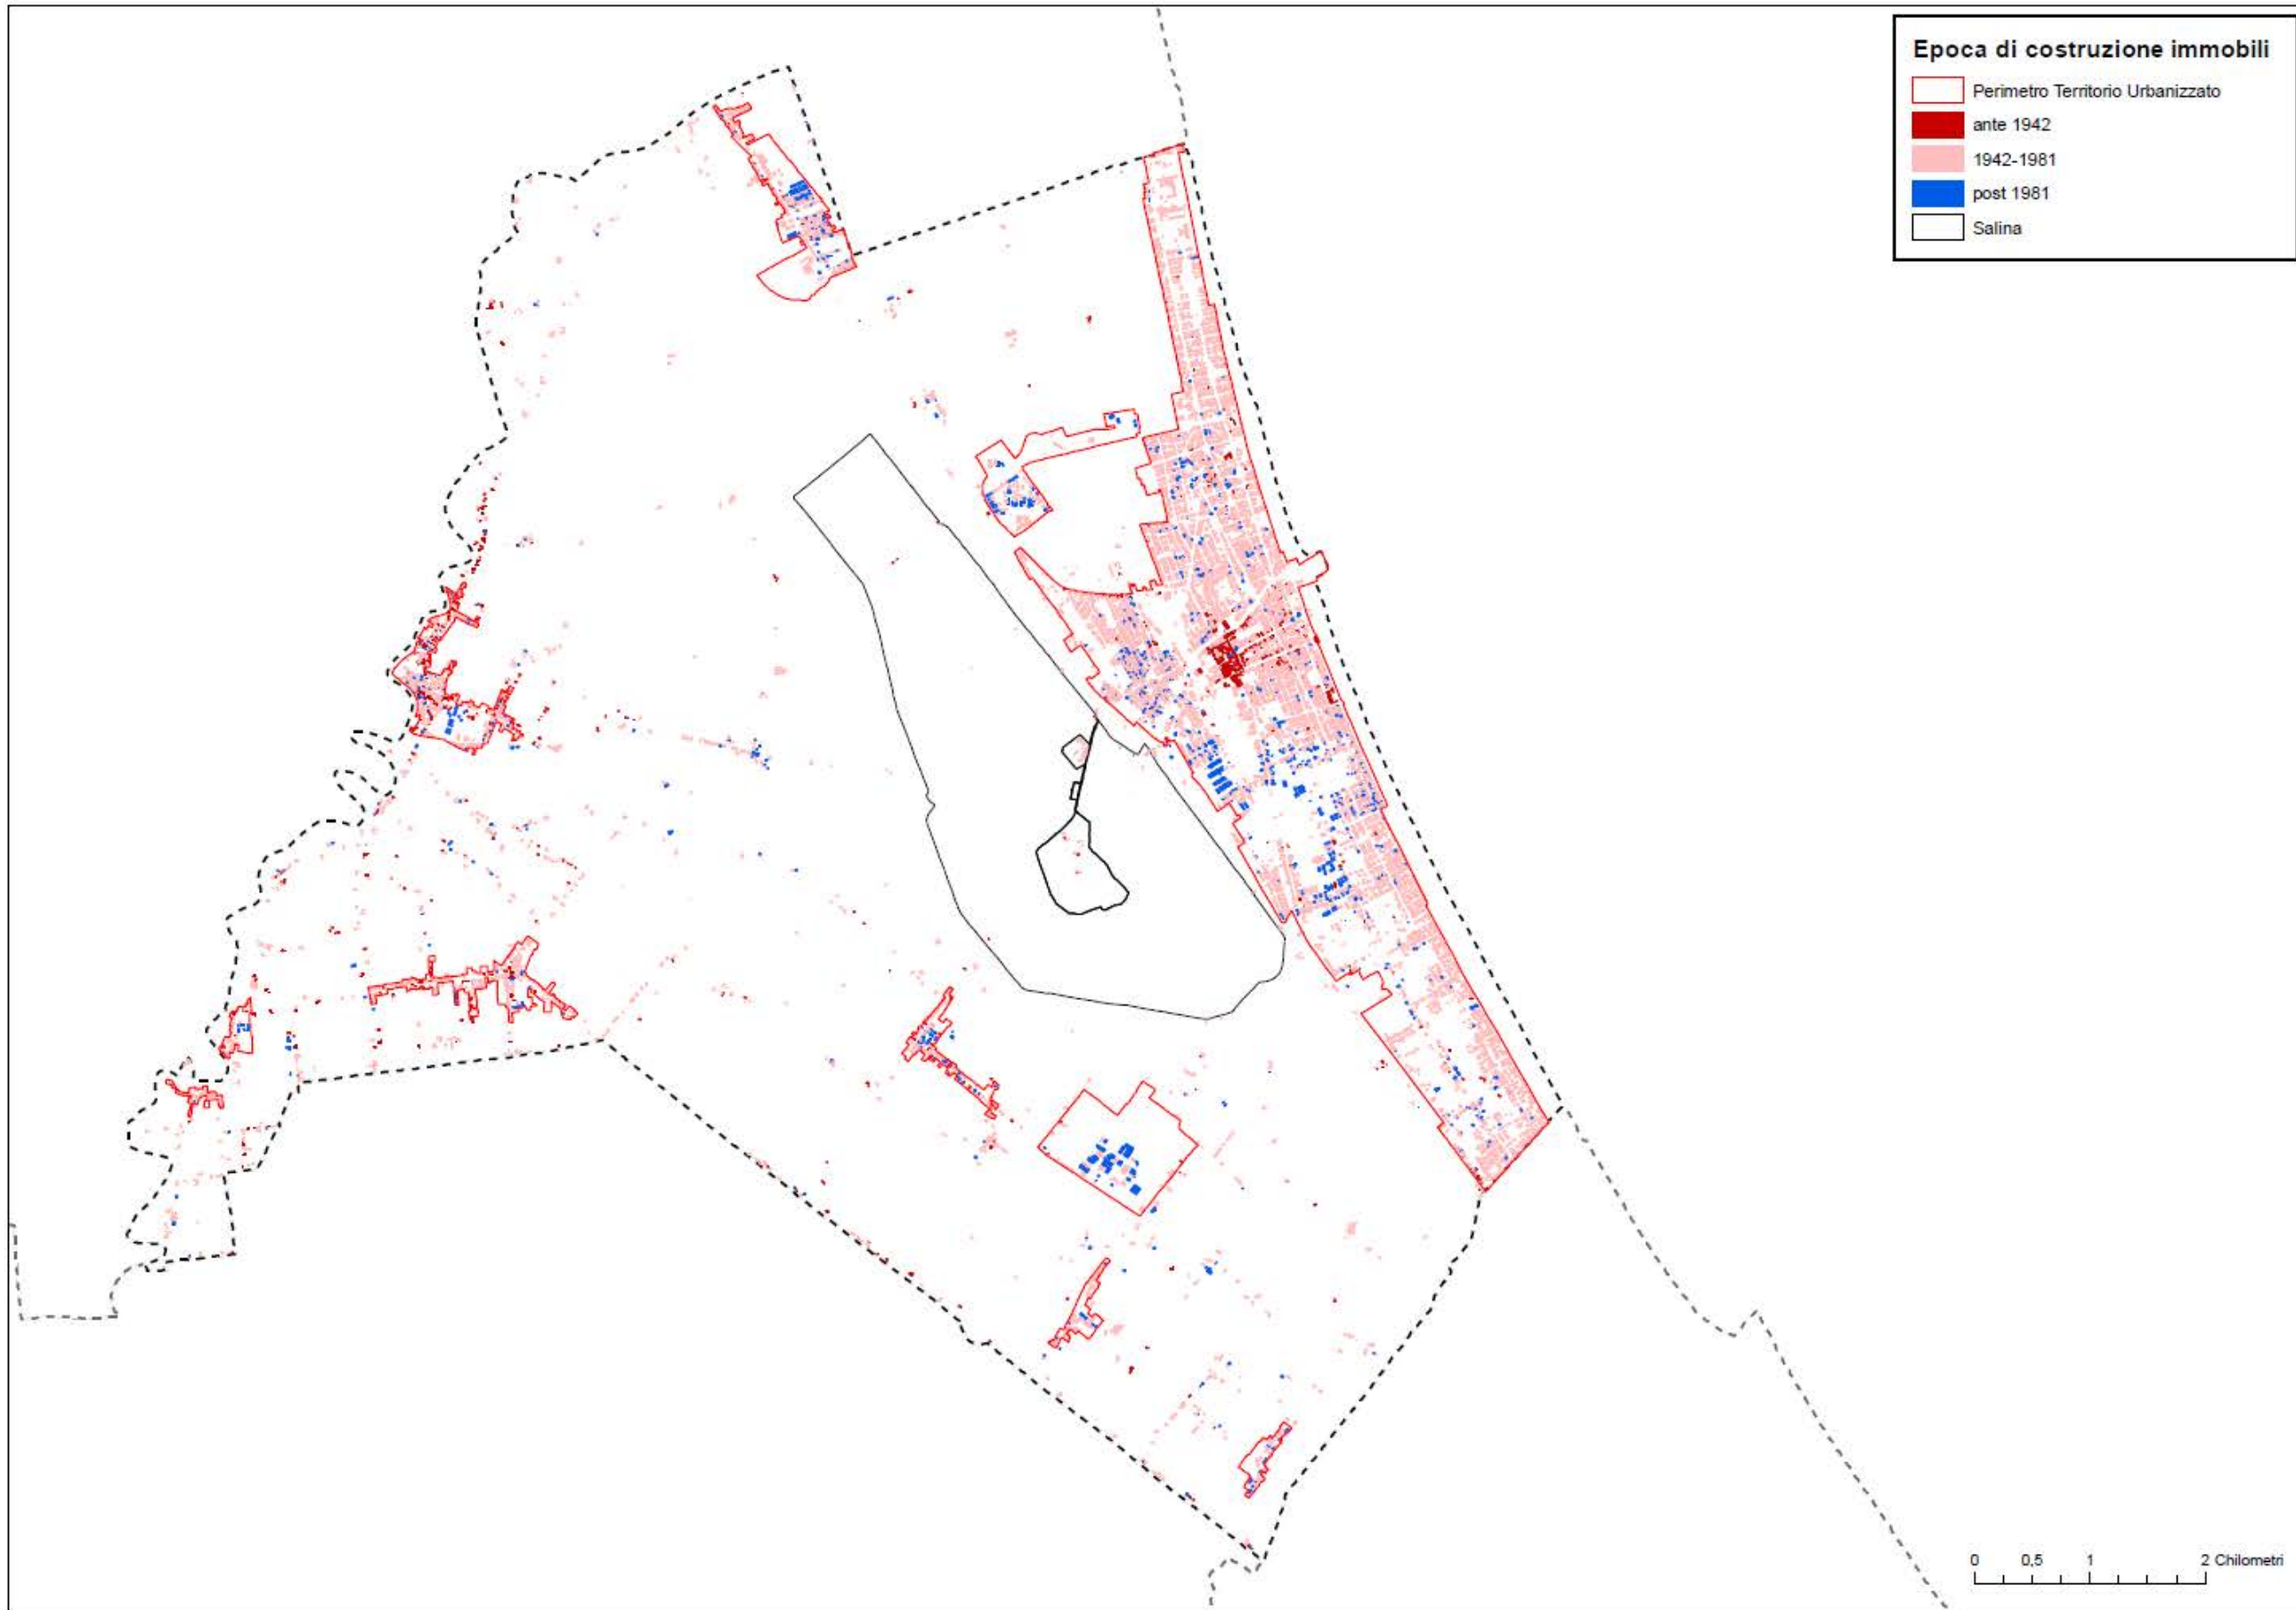 Epoca di costruzione immobili
Perimetro Territorio Urbanizzato
ante 1942
1942-1981
post 1981
Salina
0 0,5 1 2 Chilometri